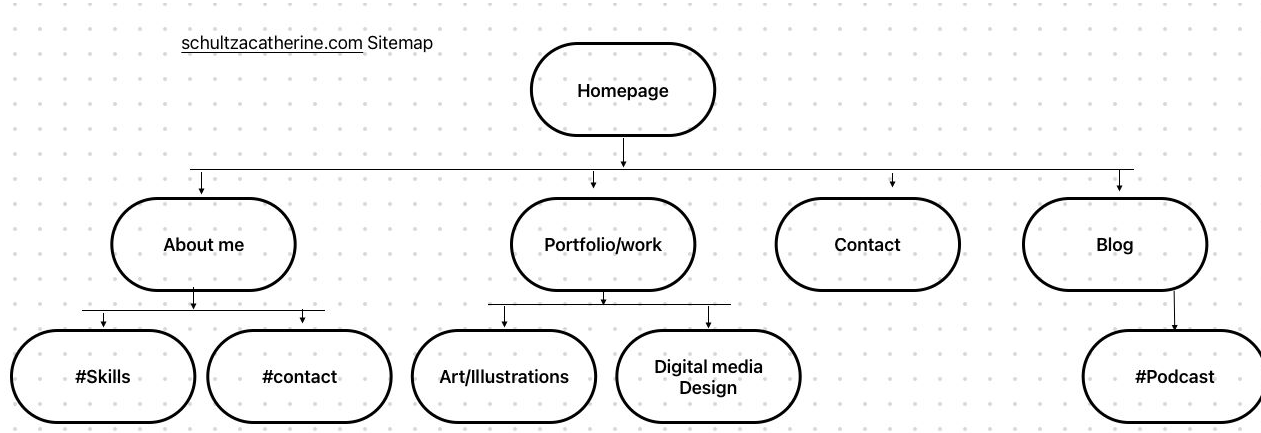 schultzacatherine.com Sitemap
Homepage
About me
Portfolio/work
Contact
Blog
#Skills
#contact
Art/Illustrations
Digital media
Design
#Podcast